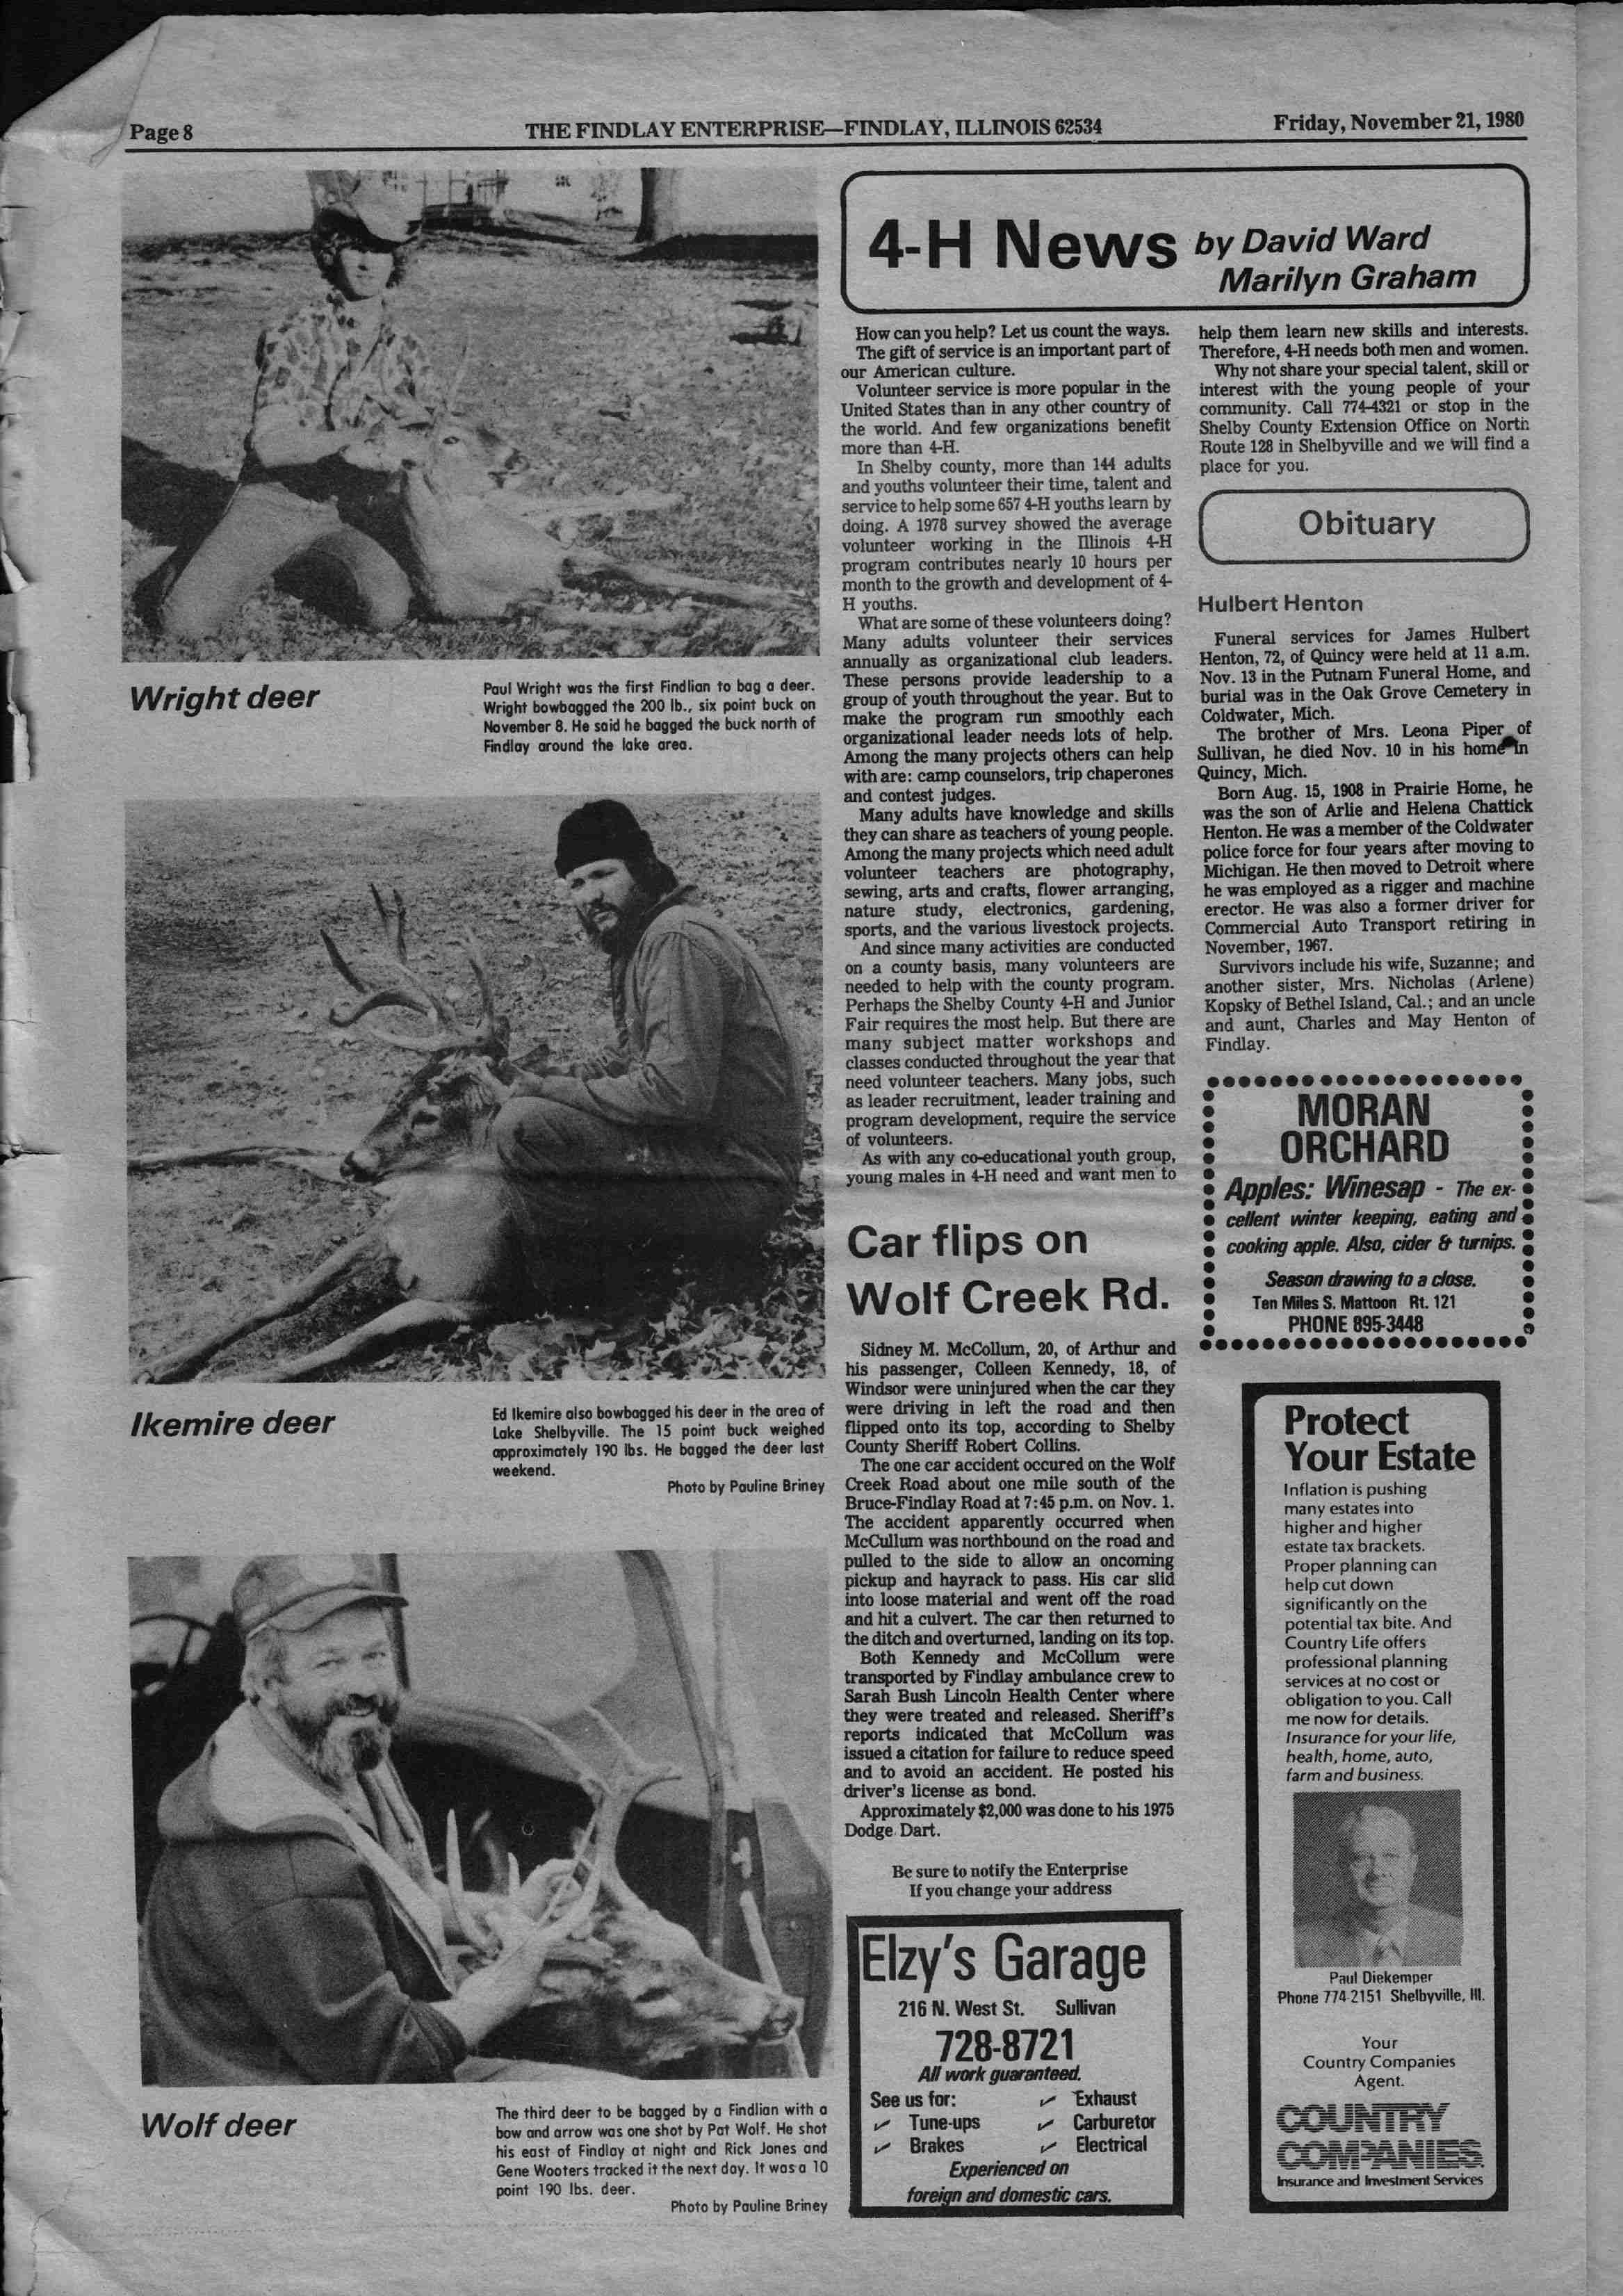 Page 8
THE FINDLAY ENTERPRISE—FINDLAY, ILLINOIS 62534
Friday, November 21, 1980
Wright deer
Paul Wright was the first Findlian to bag a deer.
Wright bowbagged the 200 lb., six point buck on
November 8. He said he bagged the buck north of
Findlay around the lake area.
Ikemire deer
Ed Ikemire also bowbagged his deer in the area of
Lake Shelbyville. The 15 point buck weighed
approximately 190 lbs. He bagged the deer last
weekend.
Photo by Pauline Briney
Wolf deer
The third deer to be bagged by a Findlian with a
bow and arrow was one shot by Pat Wolf. He shot
his east of Findlay at night and Rick Jones and
Gene Wooters tracked it the next day. It was a 10
point 190 lbs. deer.
Photo by Pauline Briney
4-H News by David Ward
Marilyn Graham
How can you help? Let us count the ways.
The gift of service is an important part of
our American culture.
Volunteer service is more popular in the
United States than in any other country of
the world. And few organizations benefit
more than 4-H.
In Shelby county, more than 144 adults
and youths volunteer their time, talent and
service to help some 657 4-H youths learn by
doing. A 1978 survey showed the average
volunteer working in the Illinois 4-H
program contributes nearly 10 hours per
month to the growth and development of 4-
H youths.
What are some of these volunteers doing?
Many adults volunteer their services
annually as organizational club leaders.
These persons provide leadership to a
group of youth throughout the year. But to
make the program run smoothly each
organizational leader needs lots of help.
Among the many projects others can help
with are: camp counselors, trip chaperones
and contest judges.
Many adults have knowledge and skills
they can share as teachers of young people.
Among the many projects which need adult
volunteer teachers are photography,
sewing, arts and crafts, flower arranging,
nature study, electronics, gardening,
sports, and the various livestock projects.
And since many activities are conducted
on a county basis, many volunteers are
needed to help with the county program.
Perhaps the Shelby County 4-H and Junior
Fair requires the most help. But there are
many subject matter workshops and
classes conducted throughout the year that
need volunteer teachers. Many jobs, such
as leader recruitment, leader training and
program development, require the service
of volunteers.
As with any co-educational youth group,
young males in 4-H need and want men to
help them learn new skills and interests.
Therefore, 4-H needs both men and women.
Why not share your special talent, skill or
interest with the young people of your
community. Call 774-4321 or stop in the
Shelby County Extension Office on North
Route 128 in Shelbyville and we will find a
place for you.
Car flips on
Wolf Creek Rd.
Sidney M. McCollum, 20, of Arthur and
his passenger, Colleen Kennedy, 18, of
Windsor were uninjured when the car they
were driving in left the road and then
flipped onto its top, according to Shelby
County Sheriff Robert Collins.
The one car accident occured on the Wolf
Creek Road about one mile south of the
Bruce-Findlay Road at 7:45 p.m. on Nov. 1.
The accident apparently occurred when
McCullum was northbound on the road and
pulled to the side to allow an oncoming
pickup and hayrack to pass. His car slid
into loose material and went off the road
and hit a culvert. The car then returned to
the ditch and overturned, landing on its top.
Both Kennedy and McCollum were
transported by Findlay ambulance crew to
Sarah Bush Lincoln Health Center where
they were treated and released. Sheriff's
reports indicated that McCollum was
issued a citation for failure to reduce speed
and to avoid an accident. He posted his
driver's license as bond.
Approximately $2,000 was done to his 1975
Dodge Dart.
Be sure to notify the Enterprise
If you change your address
Elzy's Garage
216 N. West St. Sullivan
728-8721
All work guaranteed.
See us for: ✓ Exhaust
✓ Tune-ups ✓ Carburetor
✓ Brakes ✓ Electrical
Experienced on
foreign and domestic cars.
Obituary
Hulbert Henton
Funeral services for James Hulbert
Henton, 72, of Quincy were held at 11 a.m.
Nov. 13 in the Putnam Funeral Home, and
burial was in the Oak Grove Cemetery in
Coldwater, Mich.
The brother of Mrs. Leona Piper of
Sullivan, he died Nov. 10 in his home in
Quincy, Mich.
Born Aug. 15, 1908 in Prairie Home, he
was the son of Arlie and Helena Chattick
Henton. He was a member of the Coldwater
police force for four years after moving to
Michigan. He then moved to Detroit where
he was employed as a rigger and machine
erector. He was also a former driver for
Commercial Auto Transport retiring in
November, 1967.
Survivors include his wife, Suzanne; and
another sister, Mrs. Nicholas (Arlene)
Kopsky of Bethel Island, Cal.; and an uncle
and aunt, Charles and May Henton of
Findlay.
MORAN
ORCHARD
Apples: Winesap - The ex-
cellent winter keeping, eating and
cooking apple. Also, cider & turnips.
Season drawing to a close.
Ten Miles S. Mattoon Rt. 121
PHONE 895-3448
Protect
Your Estate
Inflation is pushing
many estates into
higher and higher
estate tax brackets.
Proper planning can
help cut down
significantly on the
potential tax bite. And
Country Life offers
professional planning
services at no cost or
obligation to you. Call
me now for details.
Insurance for your life,
health, home, auto,
farm and business.
Paul Diekemper
Phone 774-2151 Shelbyville, Ill.
Your
Country Companies
Agent.
COUNTRY
COMPANIES
Insurance and Investment Services